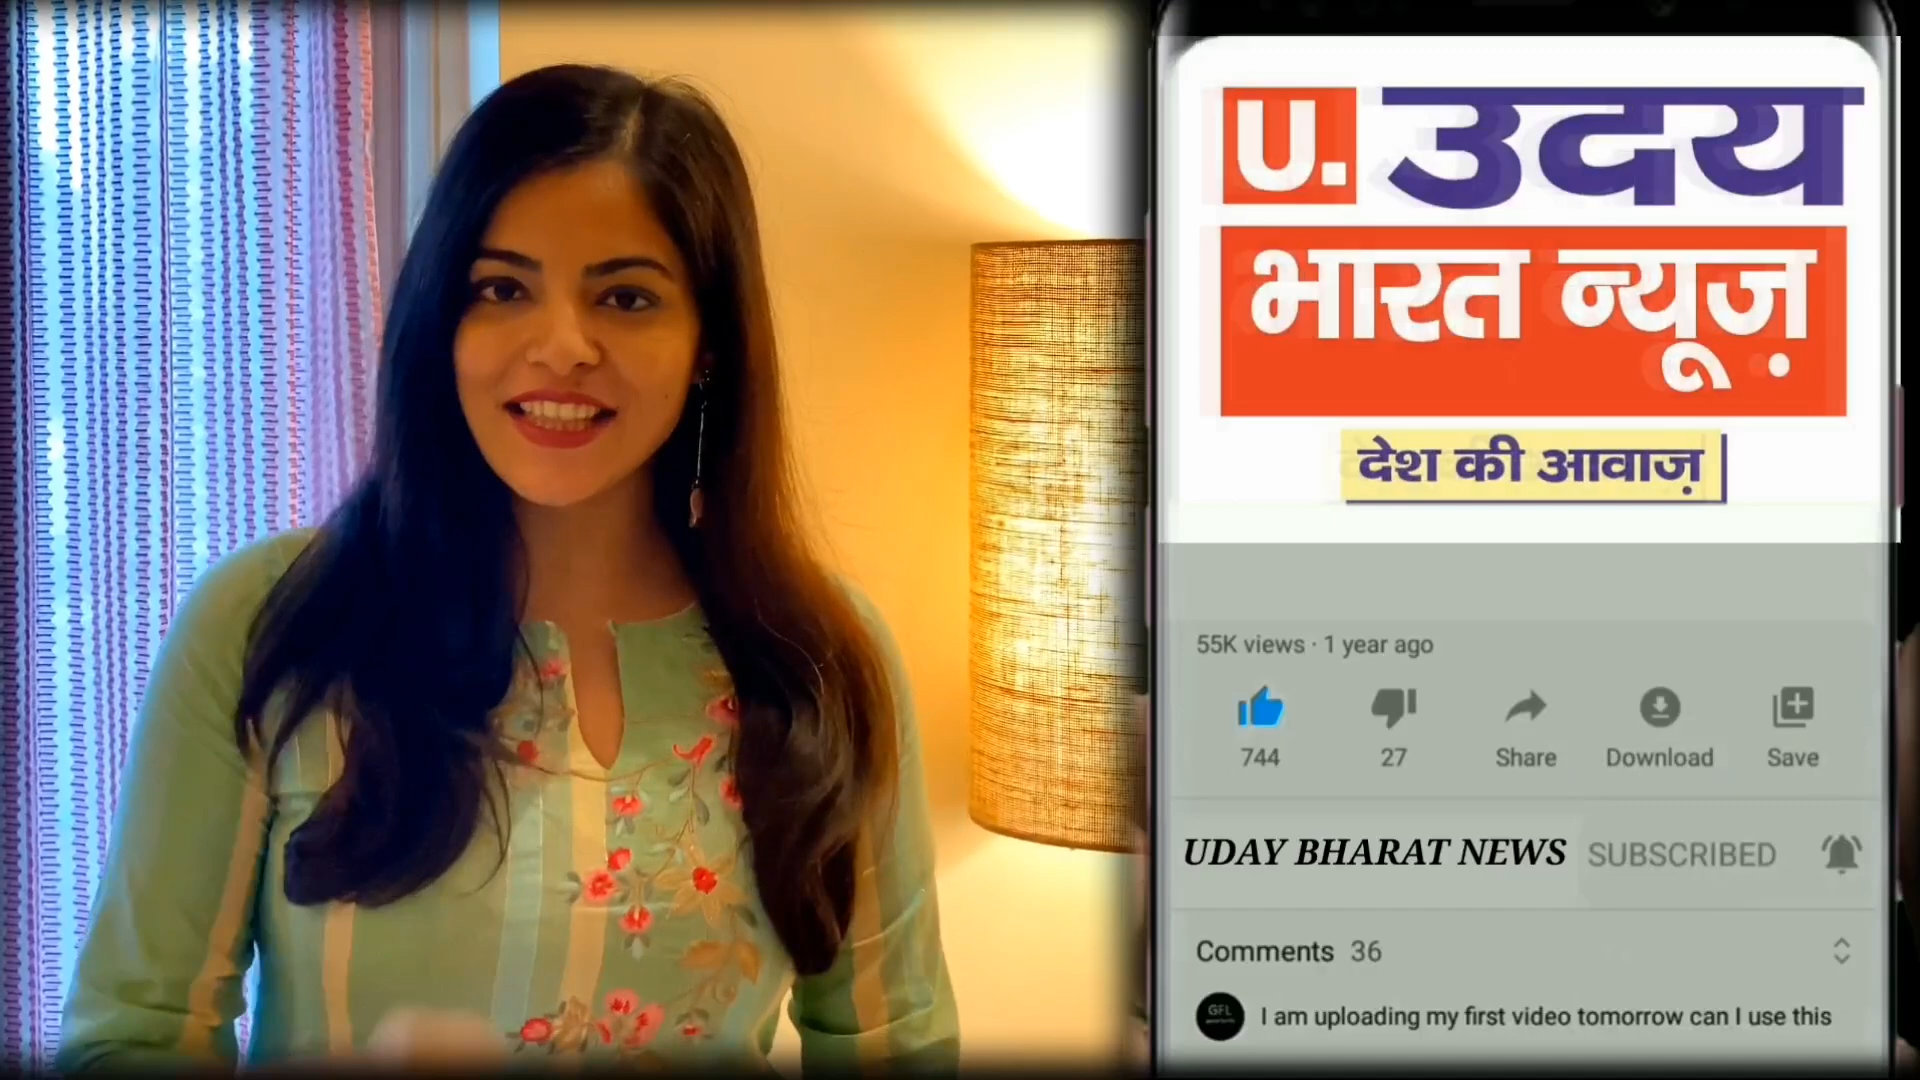 U. उदय
भारत न्यूज़
देश की आवाज़
55K views · 1 year ago
744 27 Share Download Save
UDAY BHARAT NEWS SUBSCRIBED
Comments 36
GFL I am uploading my first video tomorrow can I use this